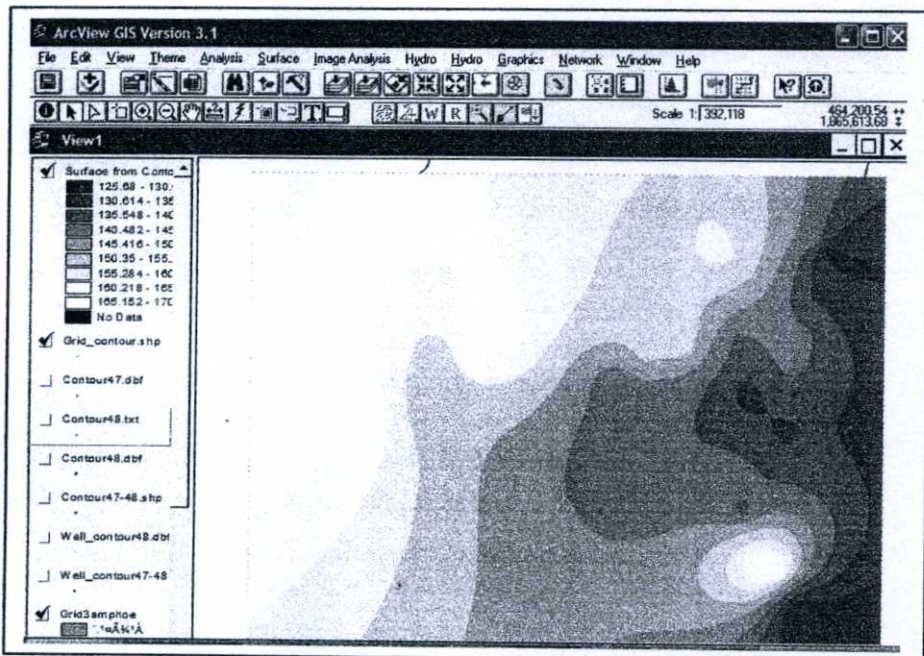 ArcView GIS Version 3.1
File Edit View Theme Analysis Surface Image Analysis Hydro Hydro Graphics Network Window Help
T W R Scale 1: 392,118 464,200.54
1,865,613.68
View1
Surface from Conto
125.68 - 130.
130.614 - 135
135.548 - 140
140.482 - 145
145.416 - 150
150.35 - 155.
155.284 - 160
160.218 - 165
165.152 - 170
No Data
Grid_contour.shp
Contour47.dbf
Contour48.txt
Contour48.dbf
Contour47-48.shp
Well_contour48.dbf
Well_contour47-48
Grid3amphoe